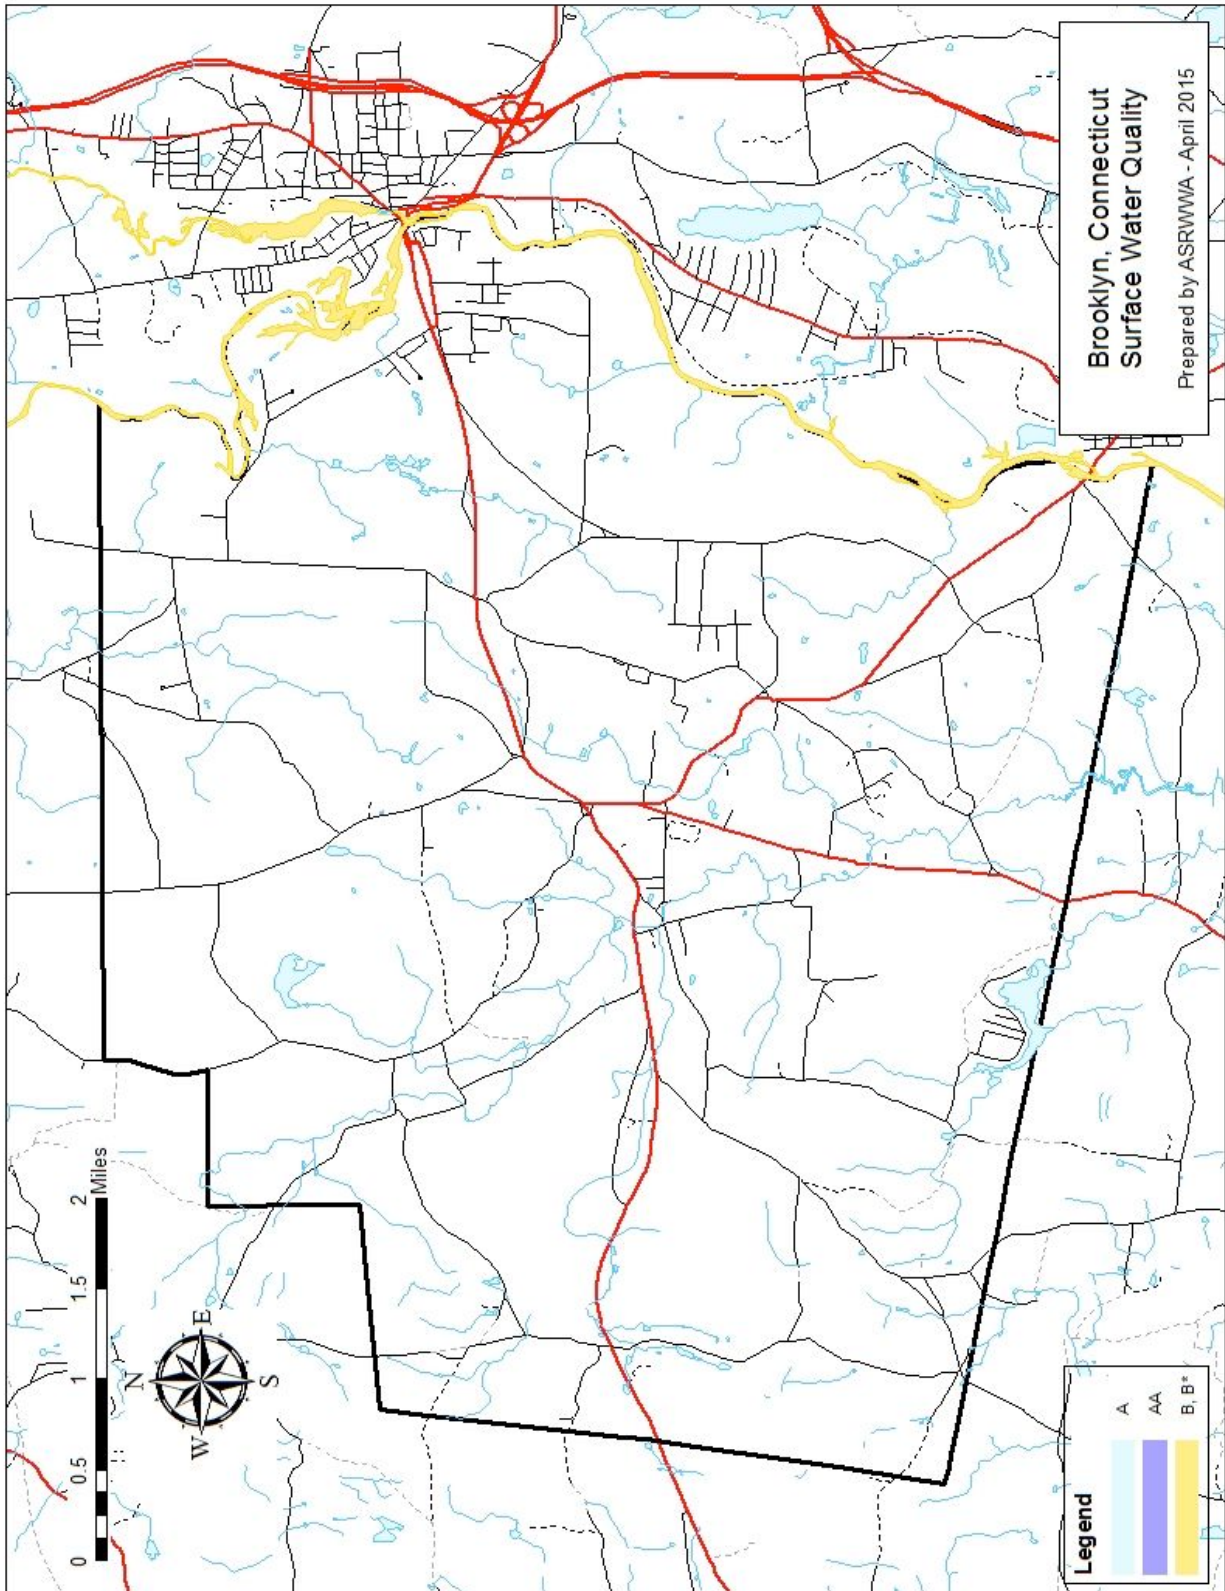 0 0.5 1 1.5 2
Miles
N
W E
S
Legend
A
AA
B, B*
Brooklyn, Connecticut
Surface Water Quality
Prepared by ASRWWA - April 2015